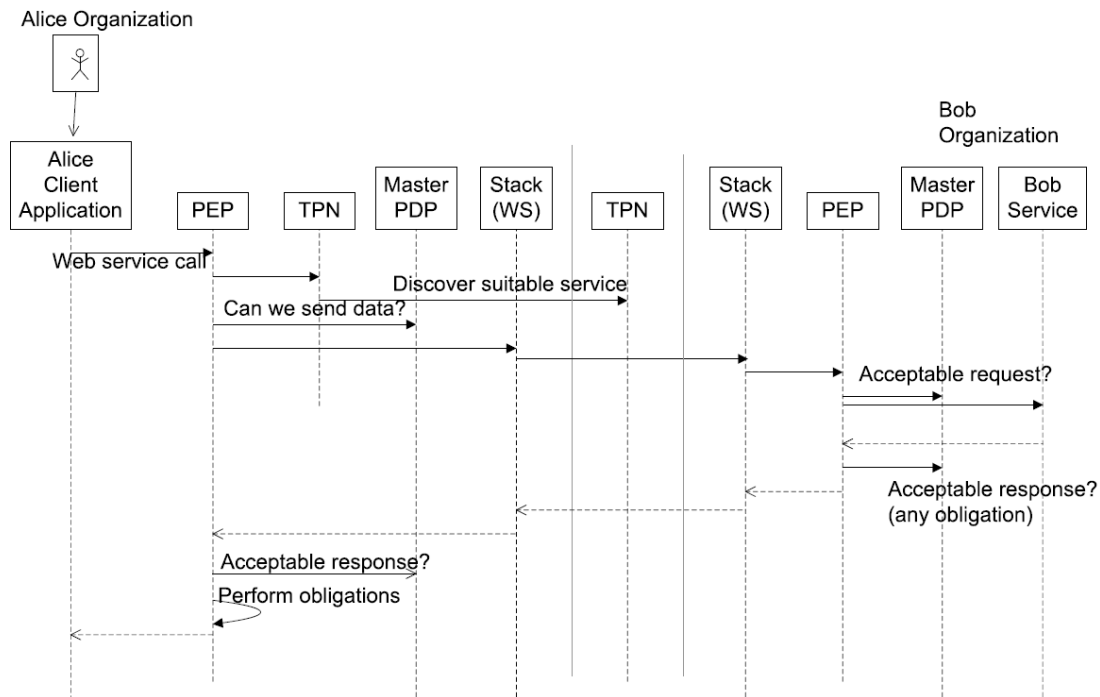 Alice Organization
Bob
Organization
Alice
Client
Application
PEP
TPN
Master
PDP
Stack
(WS)
TPN
Stack
(WS)
PEP
Master
PDP
Bob
Service
Web service call
Discover suitable service
Can we send data?
Acceptable request?
Acceptable response?
(any obligation)
Acceptable response?
Perform obligations